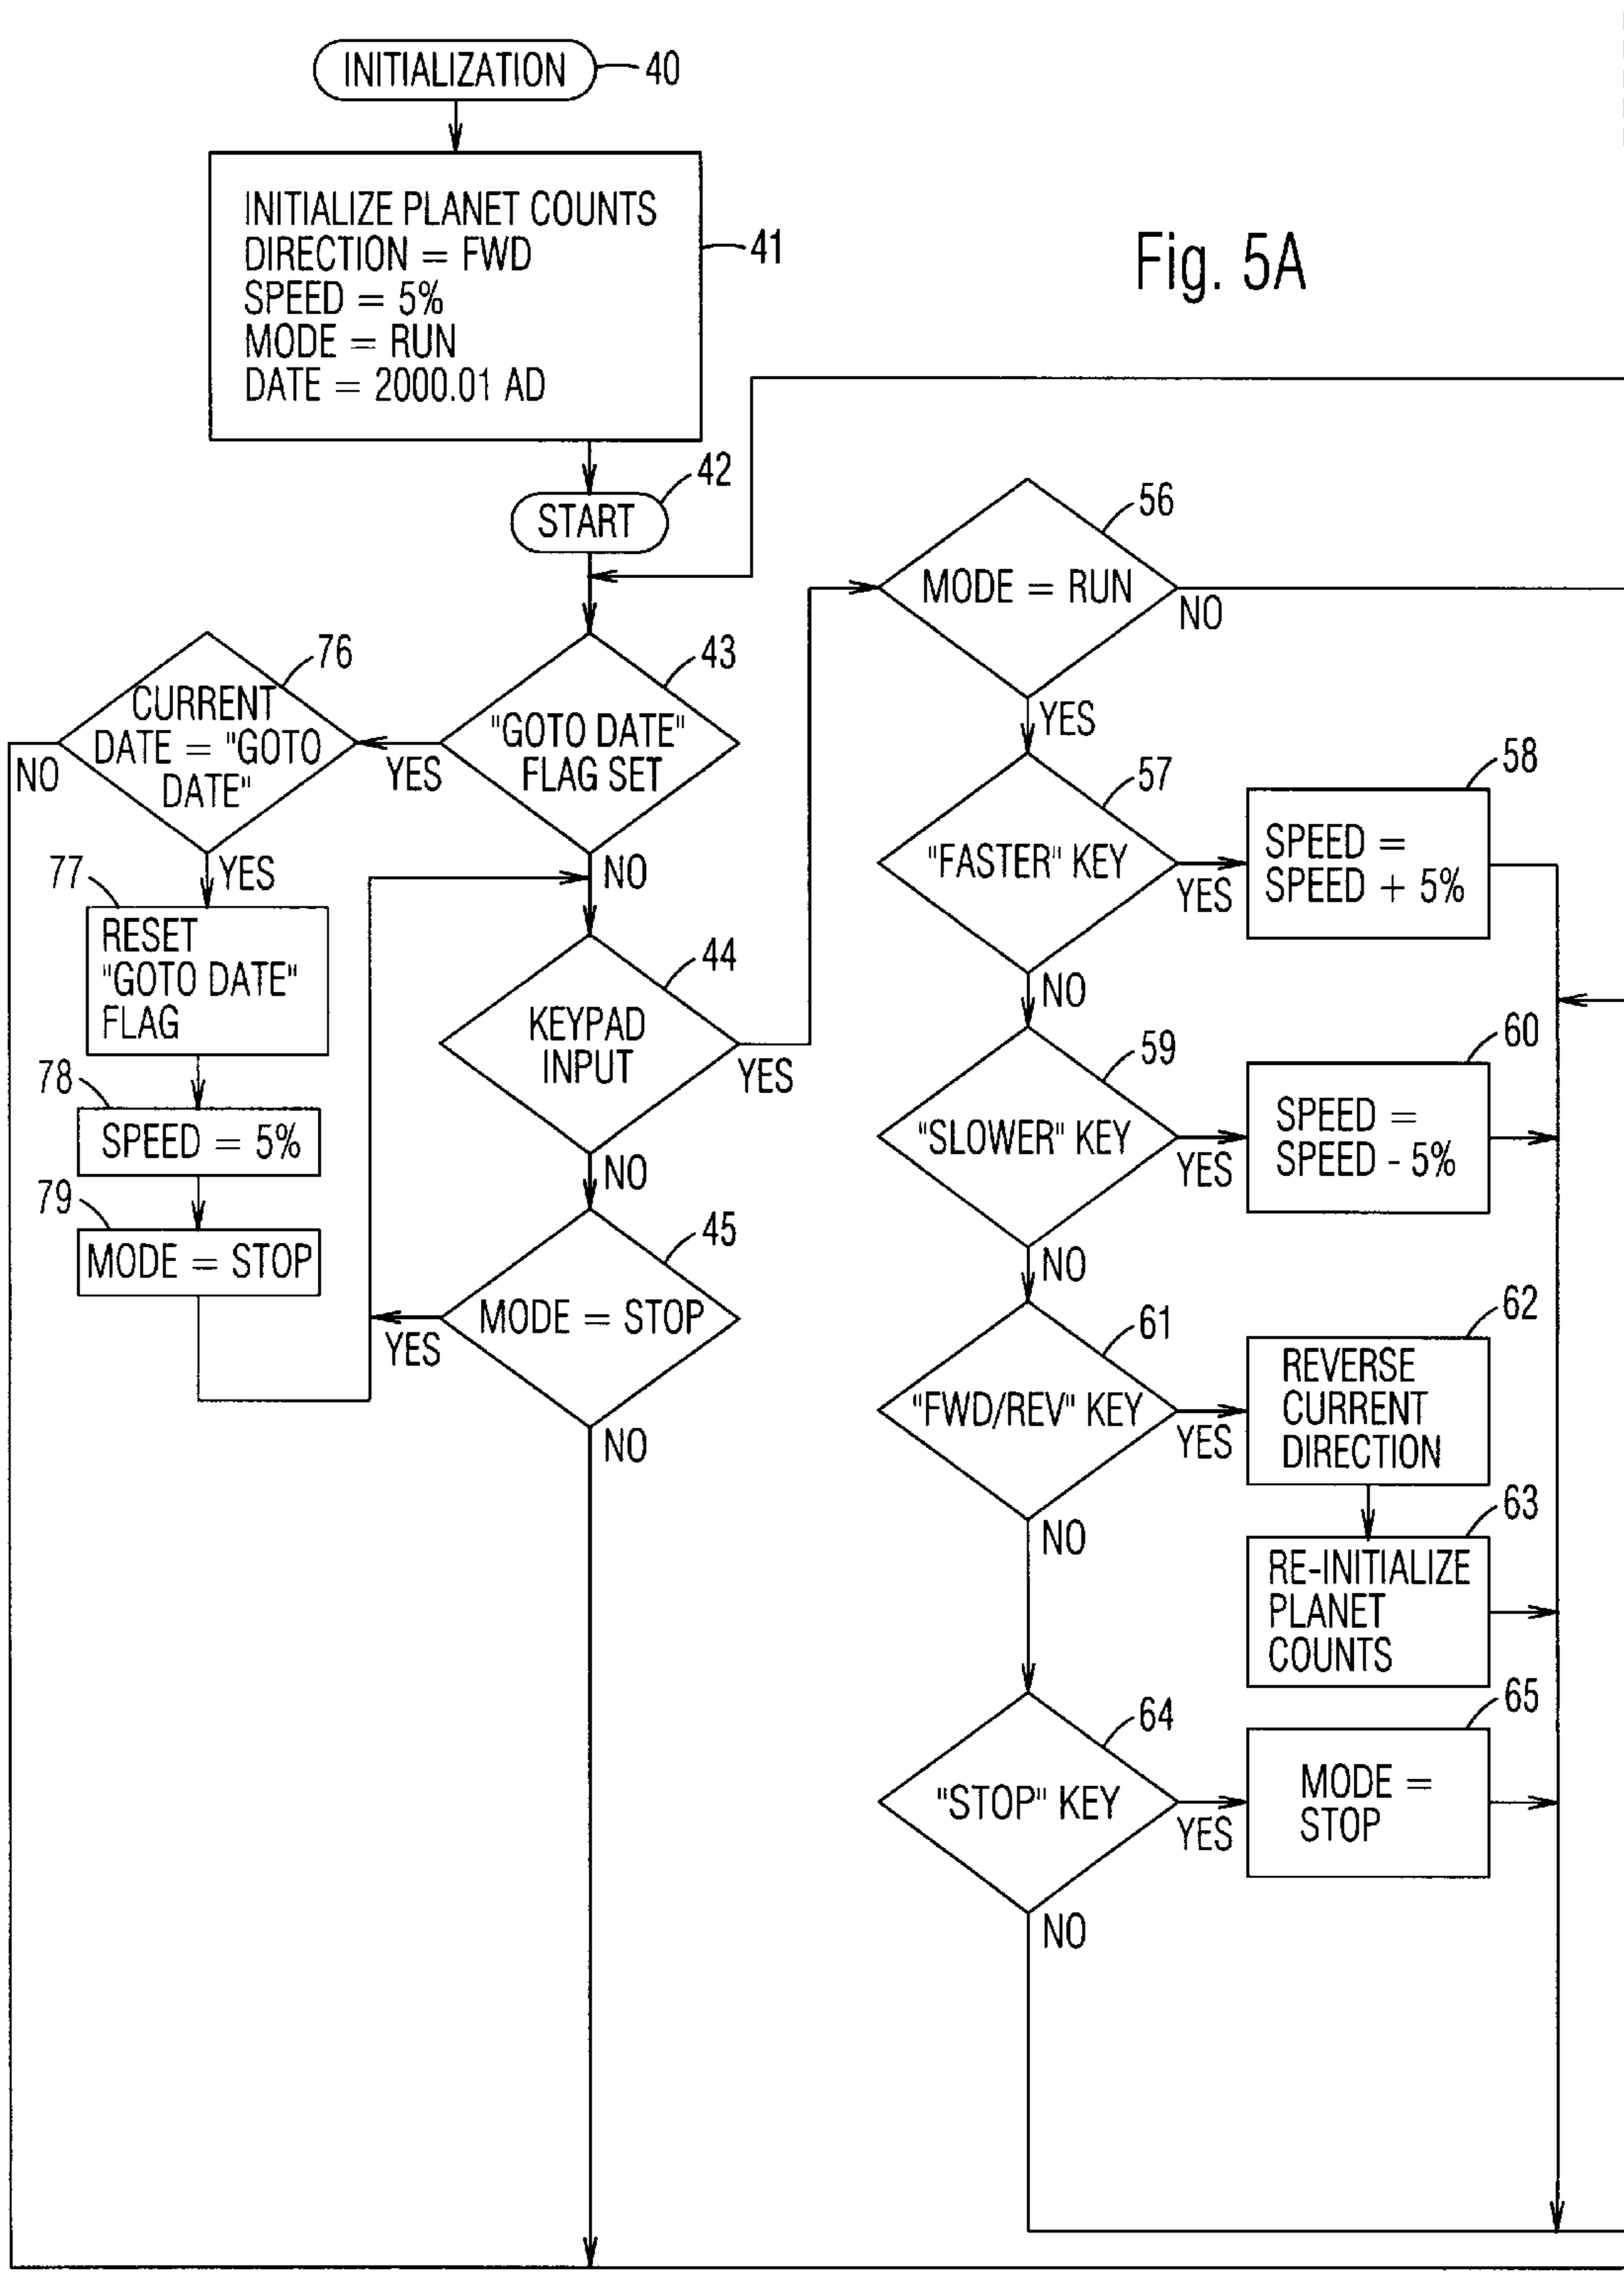 INITIALIZATION
40
INITIALIZE PLANET COUNTS
DIRECTION = FWD
SPEED = 5%
MODE = RUN
DATE = 2000.01 AD
41
Fig. 5A
START
42
"GOTO DATE"
FLAG SET
43
YES
NO
CURRENT
DATE = "GOTO
DATE"
76
NO
YES
77
RESET
"GOTO DATE"
FLAG
78
SPEED = 5%
79
MODE = STOP
KEYPAD
INPUT
44
YES
NO
MODE = STOP
45
YES
NO
MODE = RUN
56
NO
YES
"FASTER" KEY
57
YES
NO
SPEED =
SPEED + 5%
58
"SLOWER" KEY
59
YES
NO
SPEED =
SPEED - 5%
60
"FWD/REV" KEY
61
YES
NO
REVERSE
CURRENT
DIRECTION
62
RE-INITIALIZE
PLANET
COUNTS
63
"STOP" KEY
64
YES
NO
MODE =
STOP
65